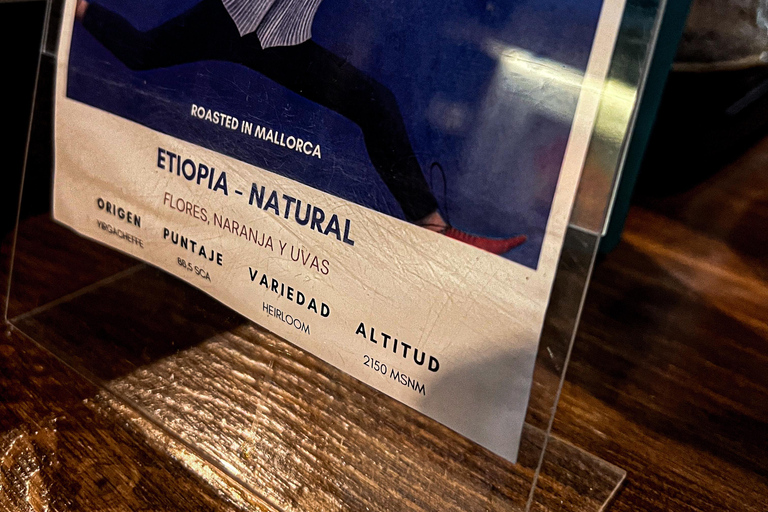 ROASTED IN MALLORCA
ETIOPIA - NATURAL
FLORES, NARANJA Y UVAS
ORIGEN
YIRGACHEFFE
PUNTAJE
88,5 SCA
VARIEDAD
HEIRLOOM
ALTITUD
2150 MSNM